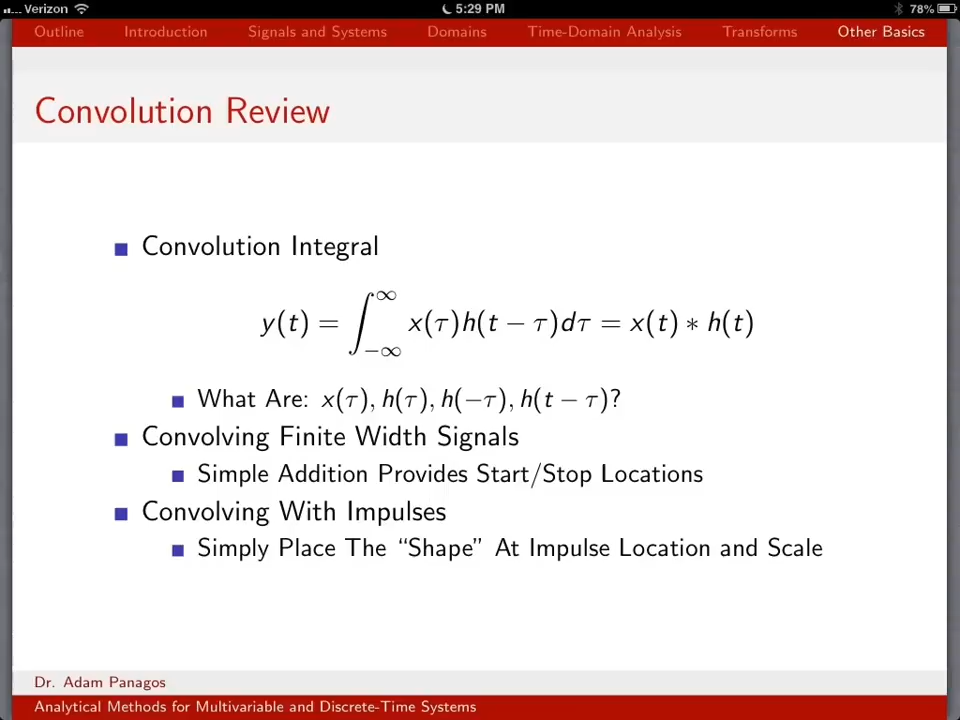 Verizon 5:29 PM 78%
Outline Introduction Signals and Systems Domains Time-Domain Analysis Transforms Other Basics
Convolution Review
Convolution Integral
y(t) = ∫_{−∞}^{∞} x(τ)h(t − τ)dτ = x(t) ∗ h(t)
What Are: x(τ), h(τ), h(−τ), h(t − τ)?
Convolving Finite Width Signals
Simple Addition Provides Start/Stop Locations
Convolving With Impulses
Simply Place The “Shape” At Impulse Location and Scale
Dr. Adam Panagos
Analytical Methods for Multivariable and Discrete-Time Systems